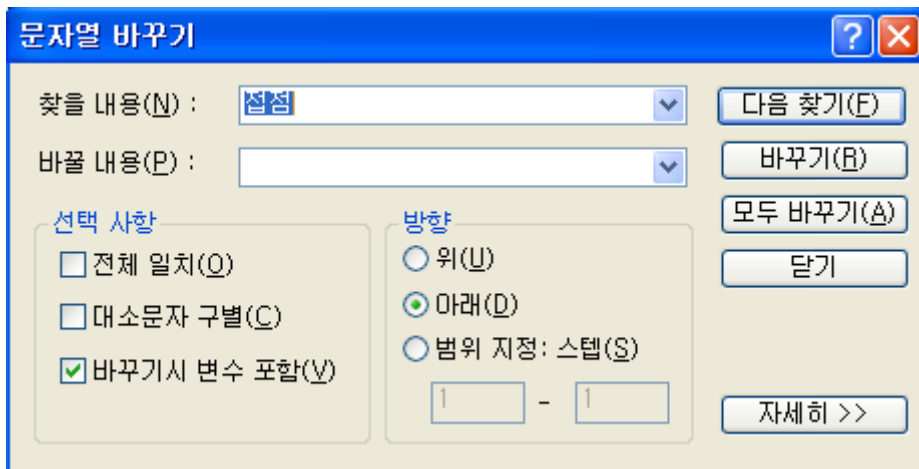 문자열 바꾸기
찾을 내용(N) : 접점 다음 찾기(F)
바꿀 내용(P) : 바꾸기(R)
모두 바꾸기(A)
닫기
선택 사항
전체 일치(O)
대소문자 구별(C)
바꾸기시 변수 포함(V)
방향
위(U)
아래(D)
범위 지정: 스텝(S)
1 - 1
자세히 >>